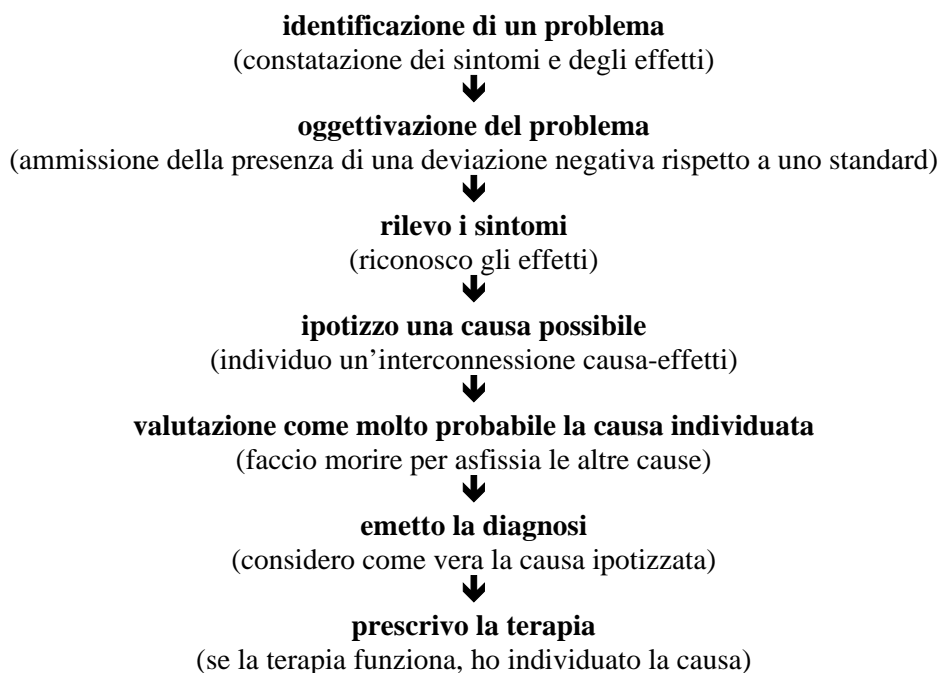 identificazione di un problema
(constatazione dei sintomi e degli effetti)
oggettivazione del problema
(ammissione della presenza di una deviazione negativa rispetto a uno standard)
rilevo i sintomi
(riconosco gli effetti)
ipotizzo una causa possibile
(individuo un’interconnessione causa-effetti)
valutazione come molto probabile la causa individuata
(faccio morire per asfissia le altre cause)
emetto la diagnosi
(considero come vera la causa ipotizzata)
prescrivo la terapia
(se la terapia funziona, ho individuato la causa)